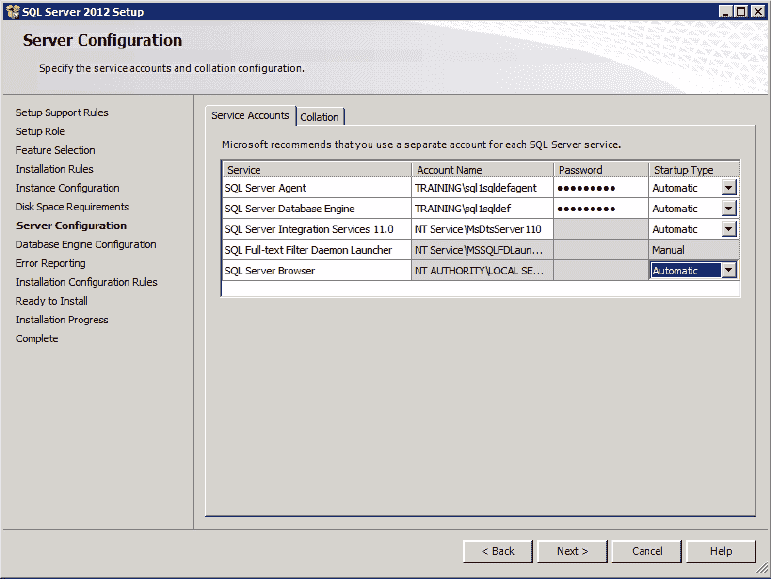 SQL Server 2012 Setup
Server Configuration
Specify the service accounts and collation configuration.
Setup Support Rules
Setup Role
Feature Selection
Installation Rules
Instance Configuration
Disk Space Requirements
Server Configuration
Database Engine Configuration
Error Reporting
Installation Configuration Rules
Ready to Install
Installation Progress
Complete
Service Accounts Collation
Microsoft recommends that you use a separate account for each SQL Server service.
Service Account Name Password Startup Type
SQL Server Agent TRAINING\sql1sqldefagent ●●●●●●●●● Automatic
SQL Server Database Engine TRAINING\sql1sqldef ●●●●●●●●● Automatic
SQL Server Integration Services 11.0 NT Service\MsDtsServer110 Automatic
SQL Full-text Filter Daemon Launcher NT Service\MSSQLFDLaun... Manual
SQL Server Browser NT AUTHORITY\LOCAL SE... Automatic
< Back Next > Cancel Help